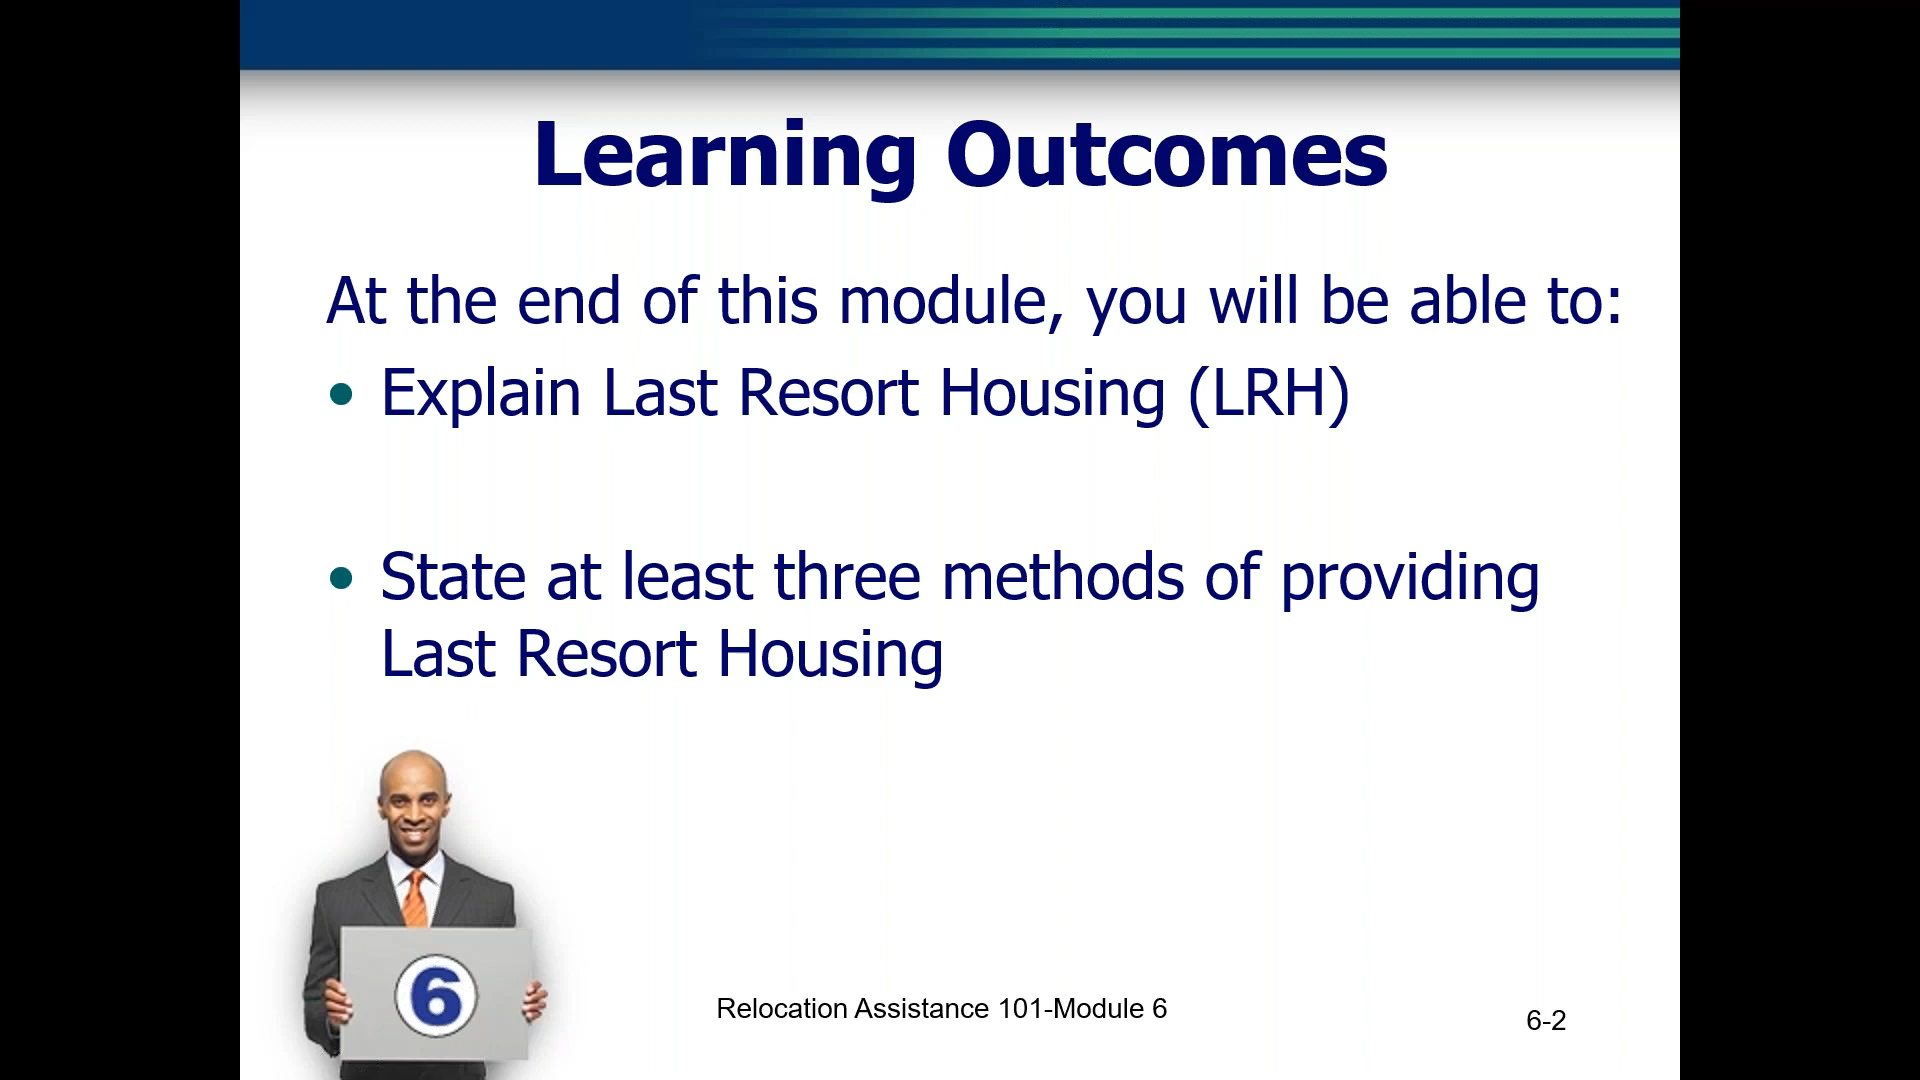 Learning Outcomes
At the end of this module, you will be able to:
• Explain Last Resort Housing (LRH)
• State at least three methods of providing
Last Resort Housing
6
Relocation Assistance 101-Module 6
6-2